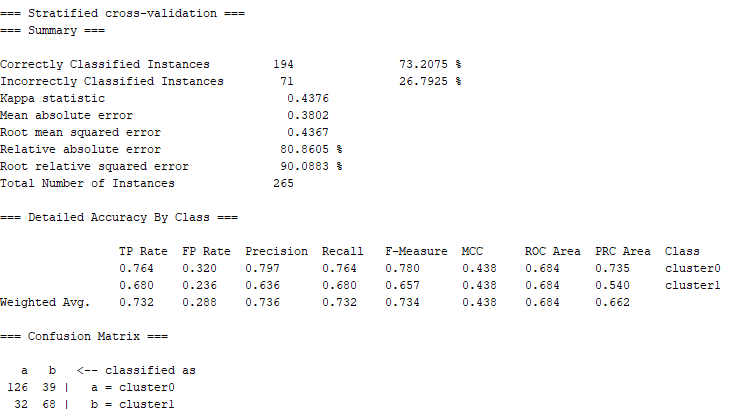 === Stratified cross-validation ===
=== Summary ===
Correctly Classified Instances 194 73.2075 %
Incorrectly Classified Instances 71 26.7925 %
Kappa statistic 0.4376
Mean absolute error 0.3802
Root mean squared error 0.4367
Relative absolute error 80.8605 %
Root relative squared error 90.0883 %
Total Number of Instances 265
=== Detailed Accuracy By Class ===
TP Rate FP Rate Precision Recall F-Measure MCC ROC Area PRC Area Class
0.764 0.320 0.797 0.764 0.780 0.438 0.684 0.735 cluster0
0.680 0.236 0.636 0.680 0.657 0.438 0.684 0.540 cluster1
Weighted Avg. 0.732 0.288 0.736 0.732 0.734 0.438 0.684 0.662
=== Confusion Matrix ===
a b <-- classified as
126 39 | a = cluster0
32 68 | b = cluster1